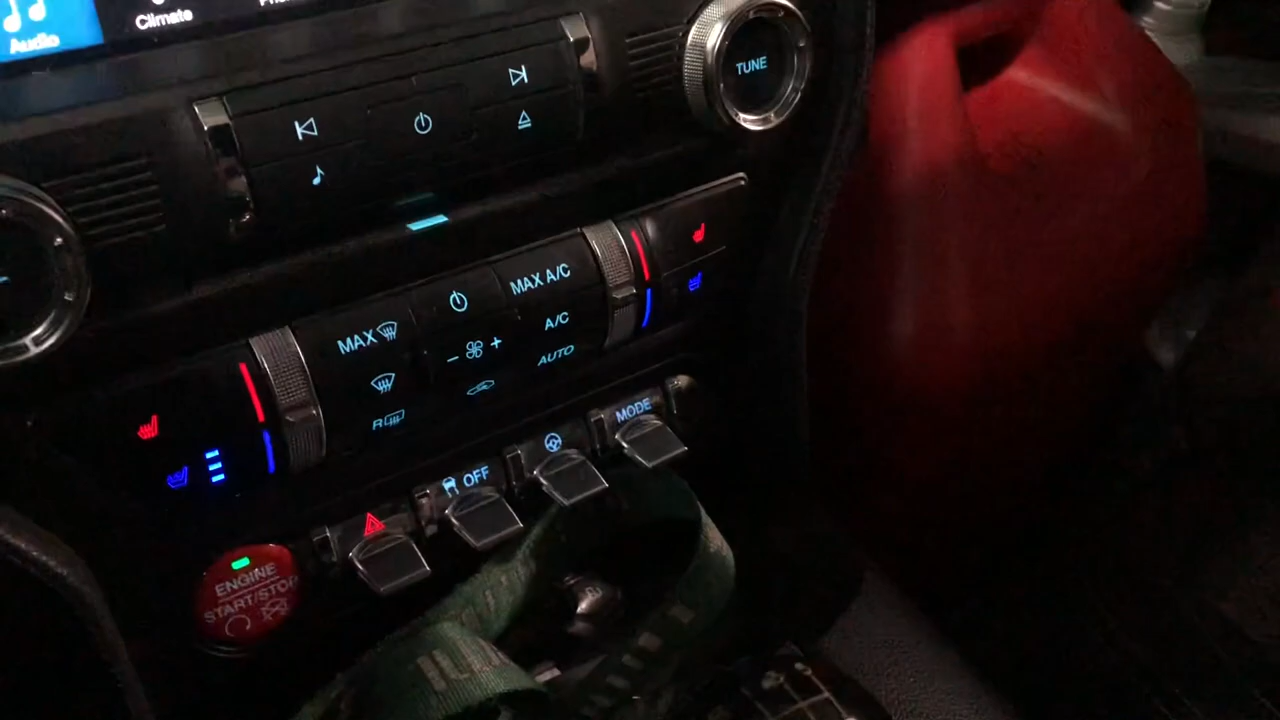 Audio
Climate
TUNE
MAX A/C
MAX
A/C
AUTO
R
MODE
OFF
ENGINE
START/STOP